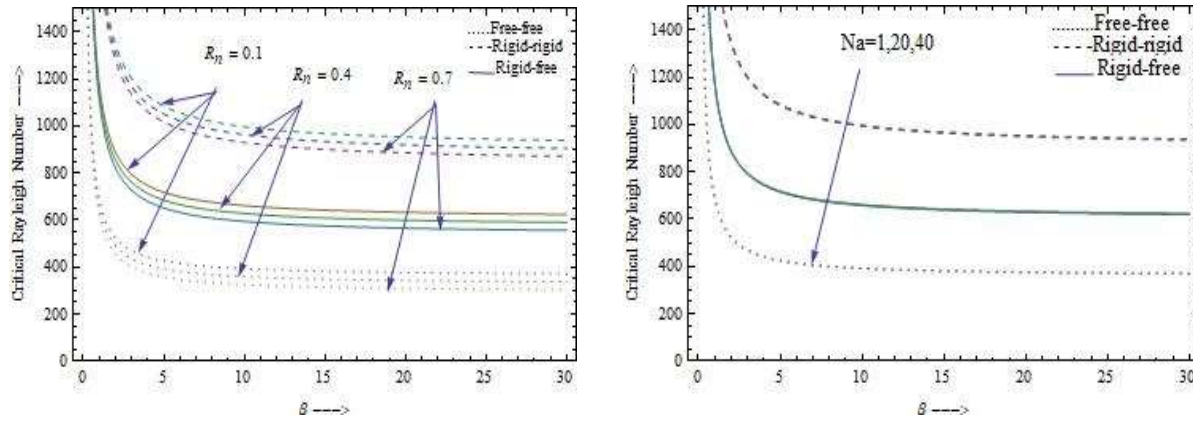 1400
1200
1000
800
600
400
200
0
Critical Rayleigh Number --->
Free-free
Rigid-rigid
Rigid-free
Rn = 0.1
Rn = 0.4
Rn = 0.7
0 5 10 15 20 25 30
β --->
1400
1200
1000
800
600
400
200
0
Critical Rayleigh Number --->
Free-free
Rigid-rigid
Rigid-free
Na=1,20,40
0 5 10 15 20 25 30
β --->